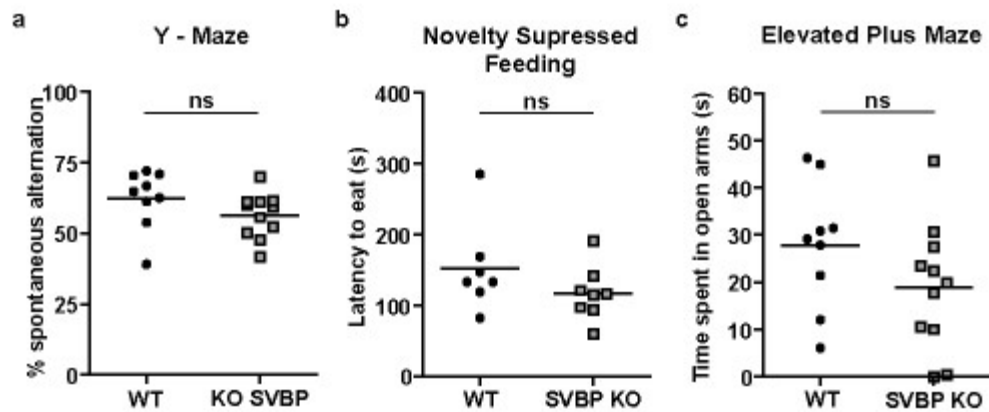 a
Y - Maze
% spontaneous alternation
100
75
50
25
0
ns
WT
KO SVBP
b
Novelty Supressed
Feeding
Latency to eat (s)
400
300
200
100
0
ns
WT
SVBP KO
c
Elevated Plus Maze
Time spent in open arms (s)
60
50
40
30
20
10
0
ns
WT
SVBP KO